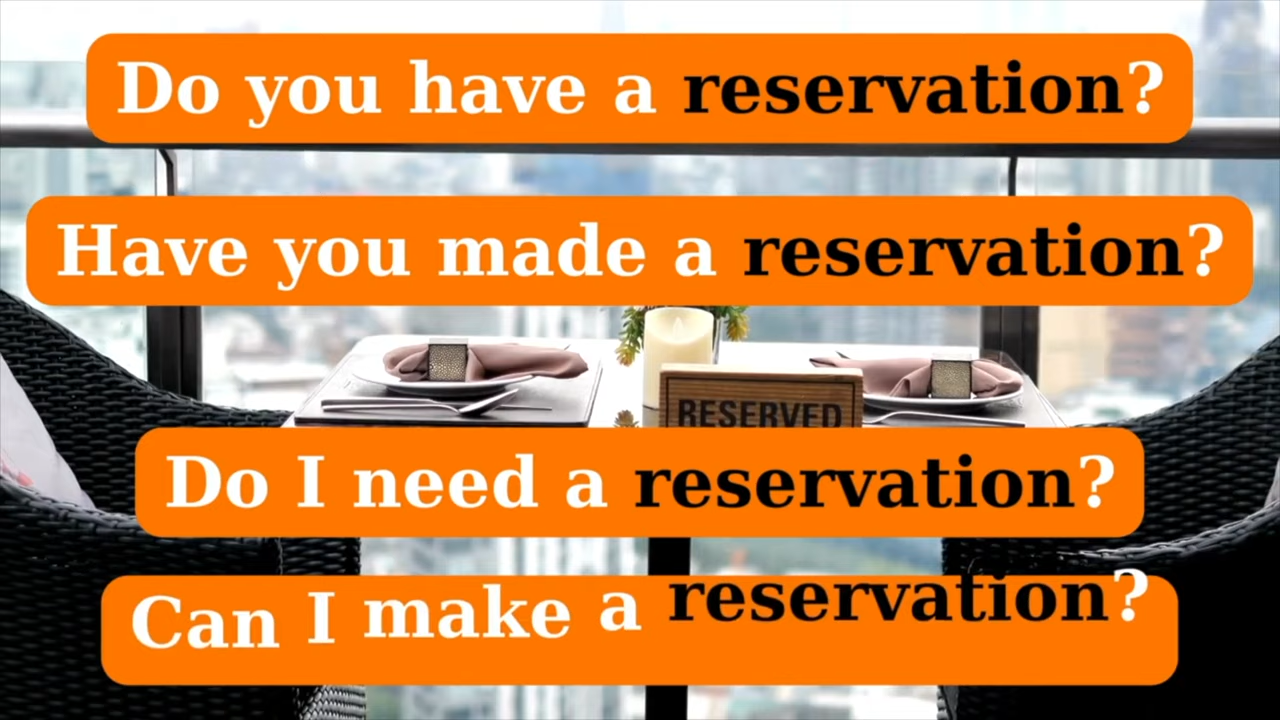 Do you have a reservation?
Have you made a reservation?
RESERVED
Do I need a reservation?
Can I make a reservation?